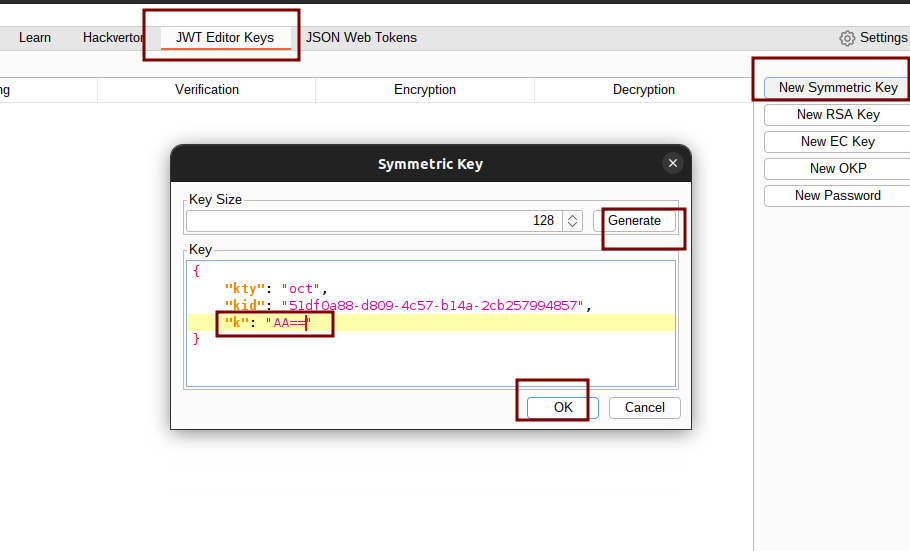 Learn Hackvertor JWT Editor Keys JSON Web Tokens Settings
ng Verification Encryption Decryption
New Symmetric Key
New RSA Key
New EC Key
New OKP
New Password
Symmetric Key
Key Size
128 Generate
Key
{
"kty": "oct",
"kid": "51df0a88-d809-4c57-b14a-2cb257994857",
"k": "AA=="
}
OK Cancel